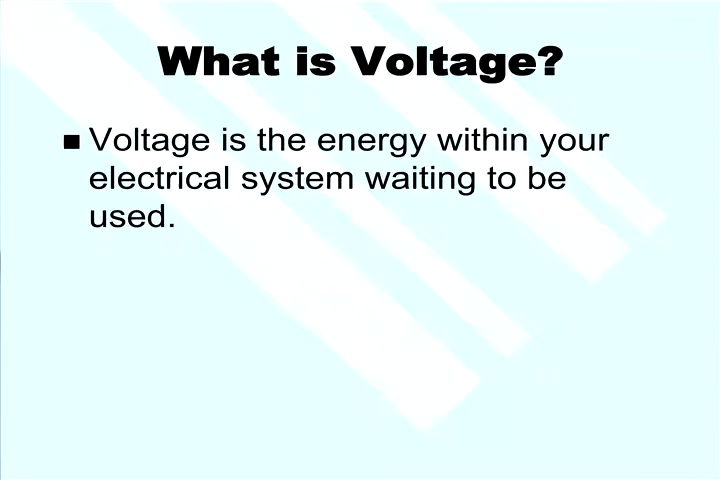 What is Voltage?
Voltage is the energy within your
electrical system waiting to be
used.